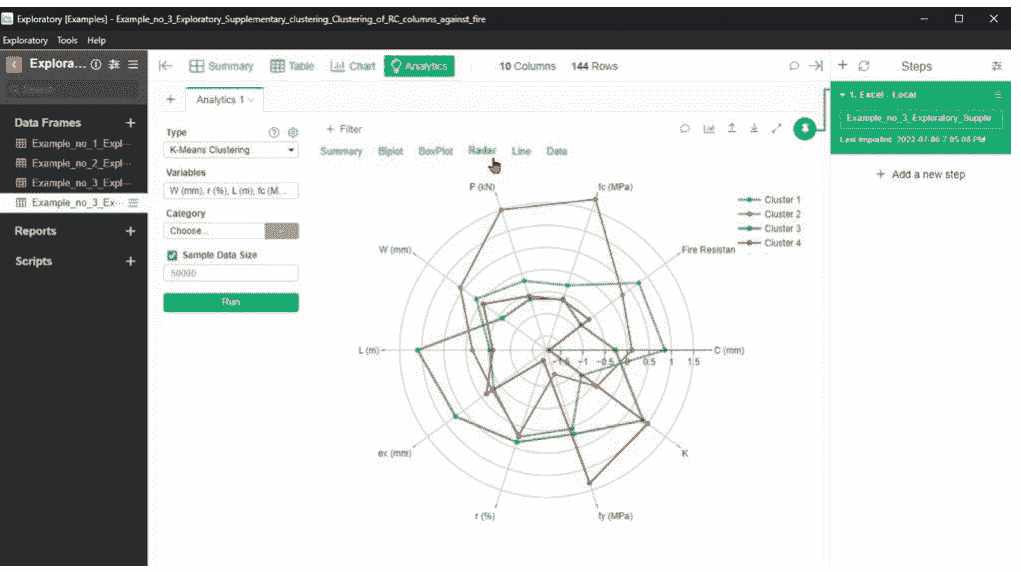 Exploratory [Examples] - Example_no_3_Exploratory_Supplementary_clustering_Clustering_of_RC_columns_against_fire
Exploratory Tools Help
Explora...
Summary Table Chart Analytics
10 Columns 144 Rows
Steps
Search
Analytics 1
Data Frames
Example_no_1_Expl...
Example_no_2_Expl...
Example_no_3_Expl...
Example_no_3_Ex...
Reports
Scripts
Type
K-Means Clustering
Variables
W (mm), r (%), L (m), fc (M...
Category
Choose...
Sample Data Size
50000
Run
Filter
Summary Biplot BoxPlot Radar Line Data
P (kN)
fc (MPa)
W (mm)
Fire Resistan
L (m)
C (mm)
ex (mm)
K
r (%)
fy (MPa)
-1.5 -1 -0.5 0 0.5 1 1.5
Cluster 1
Cluster 2
Cluster 3
Cluster 4
1. Excel - Local
Example_no_3_Exploratory_Supple
Last imported: 2022-07-06 7:05:08 PM
+ Add a new step